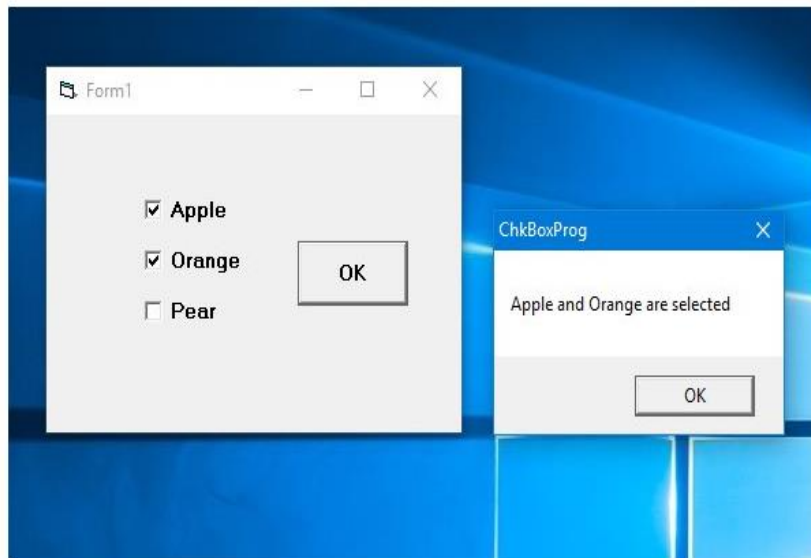 Form1
Apple
Orange
Pear
OK
ChkBoxProg
Apple and Orange are selected
OK